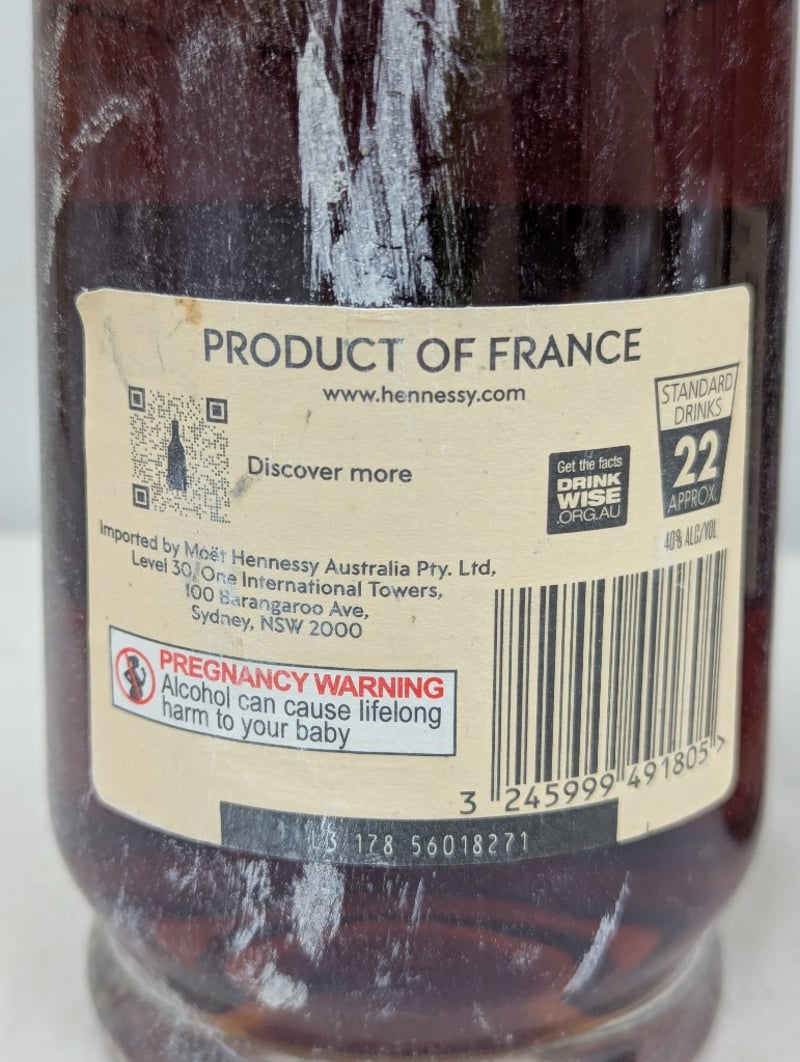 PRODUCT OF FRANCE
www.hennessy.com
Discover more
Get the facts
DRINK
WISE
.ORG.AU
STANDARD
DRINKS
22
APPROX.
40% ALC/VOL
Imported by Moët Hennessy Australia Pty. Ltd,
Level 30, One International Towers,
100 Barangaroo Ave,
Sydney, NSW 2000
PREGNANCY WARNING
Alcohol can cause lifelong
harm to your baby
3 245999 491805 >
178 56018271